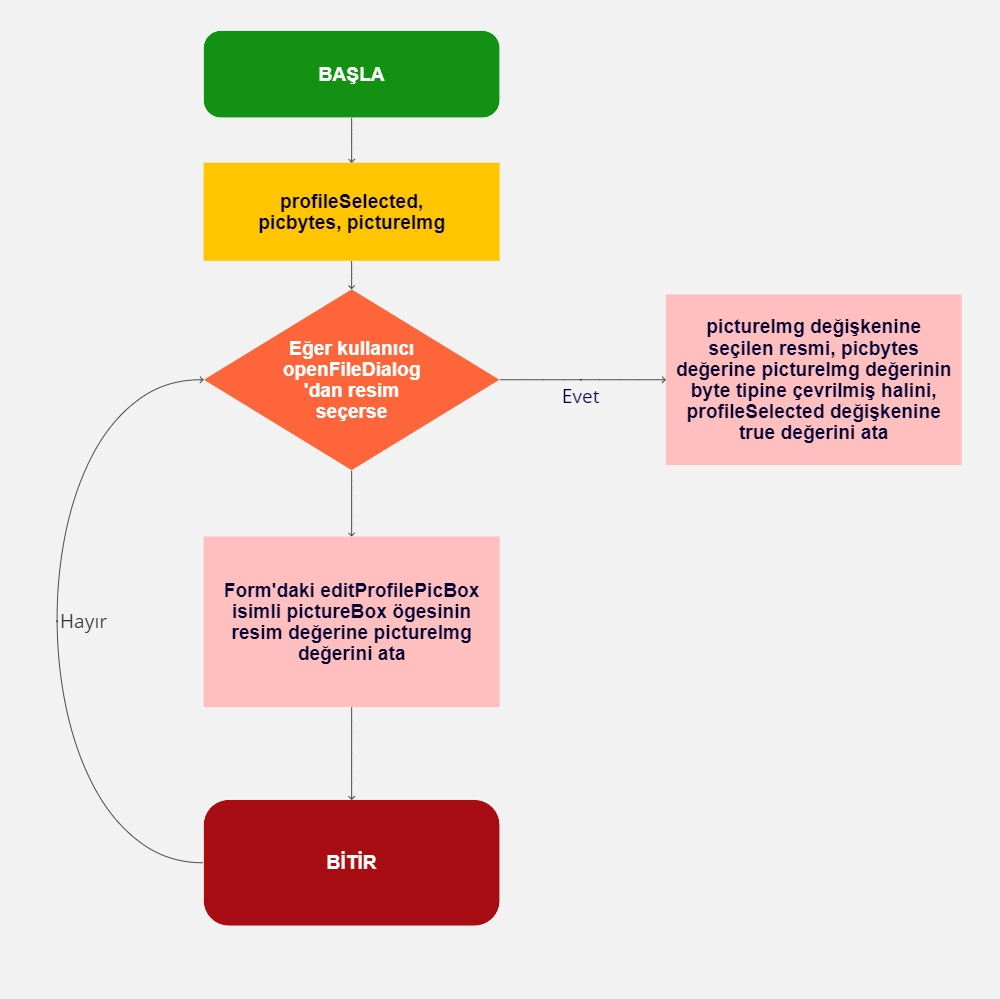 BAŞLA
profileSelected,
picbytes, pictureImg
Eğer kullanıcı
openFileDialog
'dan resim
seçerse
Evet
pictureImg değişkenine
seçilen resmi, picbytes
değerine pictureImg değerinin
byte tipine çevrilmiş halini,
profileSelected değişkenine
true değerini ata
Form'daki editProfilePicBox
isimli pictureBox ögesinin
resim değerine pictureImg
değerini ata
Hayır
BİTİR